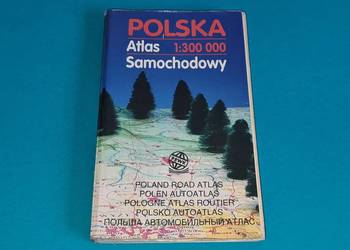 POLSKA
Atlas 1:300 000
Samochodowy
POLAND ROAD ATLAS
POLEN AUTOATLAS
POLOGNE ATLAS ROUTIER
POLSKO AUTOATLAS
ПОЛЬША АВТОМОБИЛЬНЫЙ АТЛАС